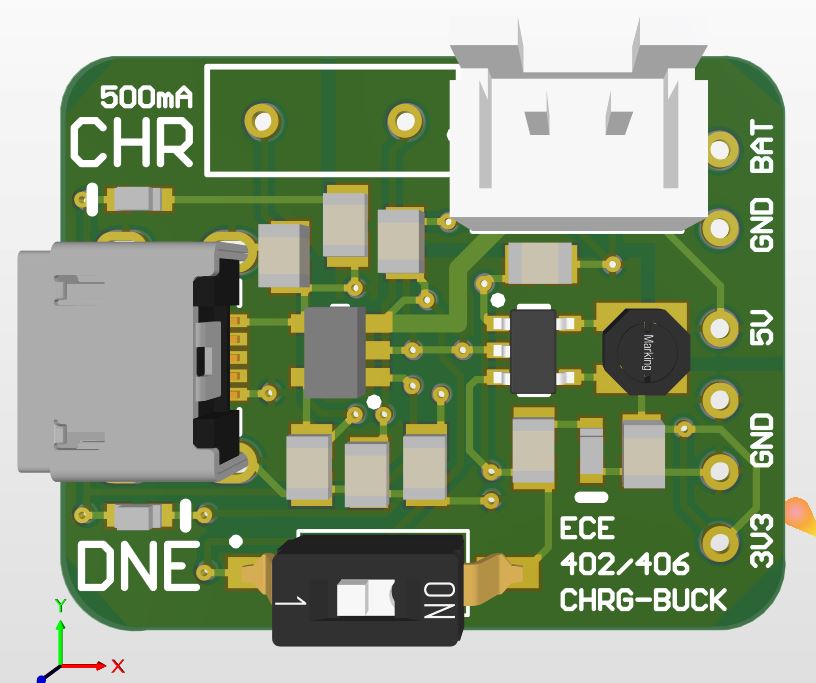 500mA
CHR
BAT
GND
5V
Marking
GND
3V3
DNE
1
ON
ECE
402/406
CHRG-BUCK
Y
X